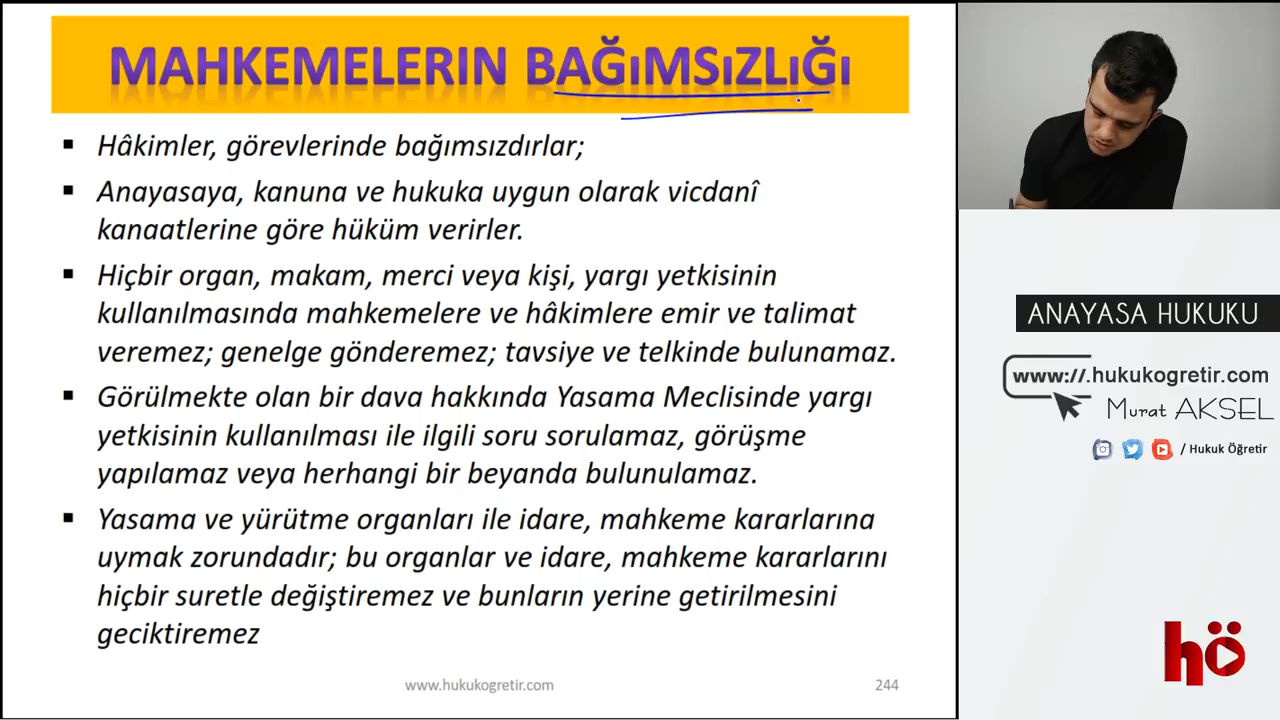 MAHKEMELERIN BAĞıMSıZLıĞı
▪ Hâkimler, görevlerinde bağımsızdırlar;
▪ Anayasaya, kanuna ve hukuka uygun olarak vicdanî
kanaatlerine göre hüküm verirler.
▪ Hiçbir organ, makam, merci veya kişi, yargı yetkisinin
kullanılmasında mahkemelere ve hâkimlere emir ve talimat
veremez; genelge gönderemez; tavsiye ve telkinde bulunamaz.
▪ Görülmekte olan bir dava hakkında Yasama Meclisinde yargı
yetkisinin kullanılması ile ilgili soru sorulamaz, görüşme
yapılamaz veya herhangi bir beyanda bulunulamaz.
▪ Yasama ve yürütme organları ile idare, mahkeme kararlarına
uymak zorundadır; bu organlar ve idare, mahkeme kararlarını
hiçbir suretle değiştiremez ve bunların yerine getirilmesini
geciktiremez
www.hukukogretir.com
244
ANAYASA HUKUKU
www://.hukukogretir.com
Murat AKSEL
/ Hukuk Öğretir
hö